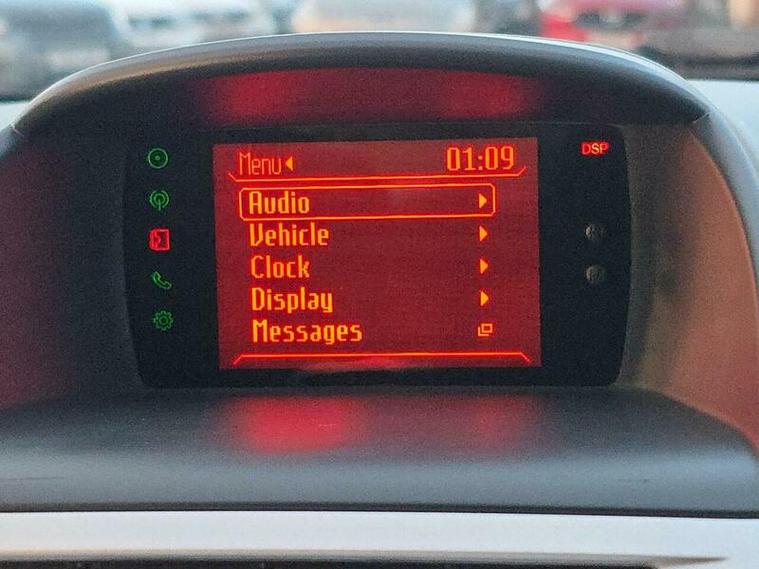 Menu
01:09
DSP
Audio
Vehicle
Clock
Display
Messages